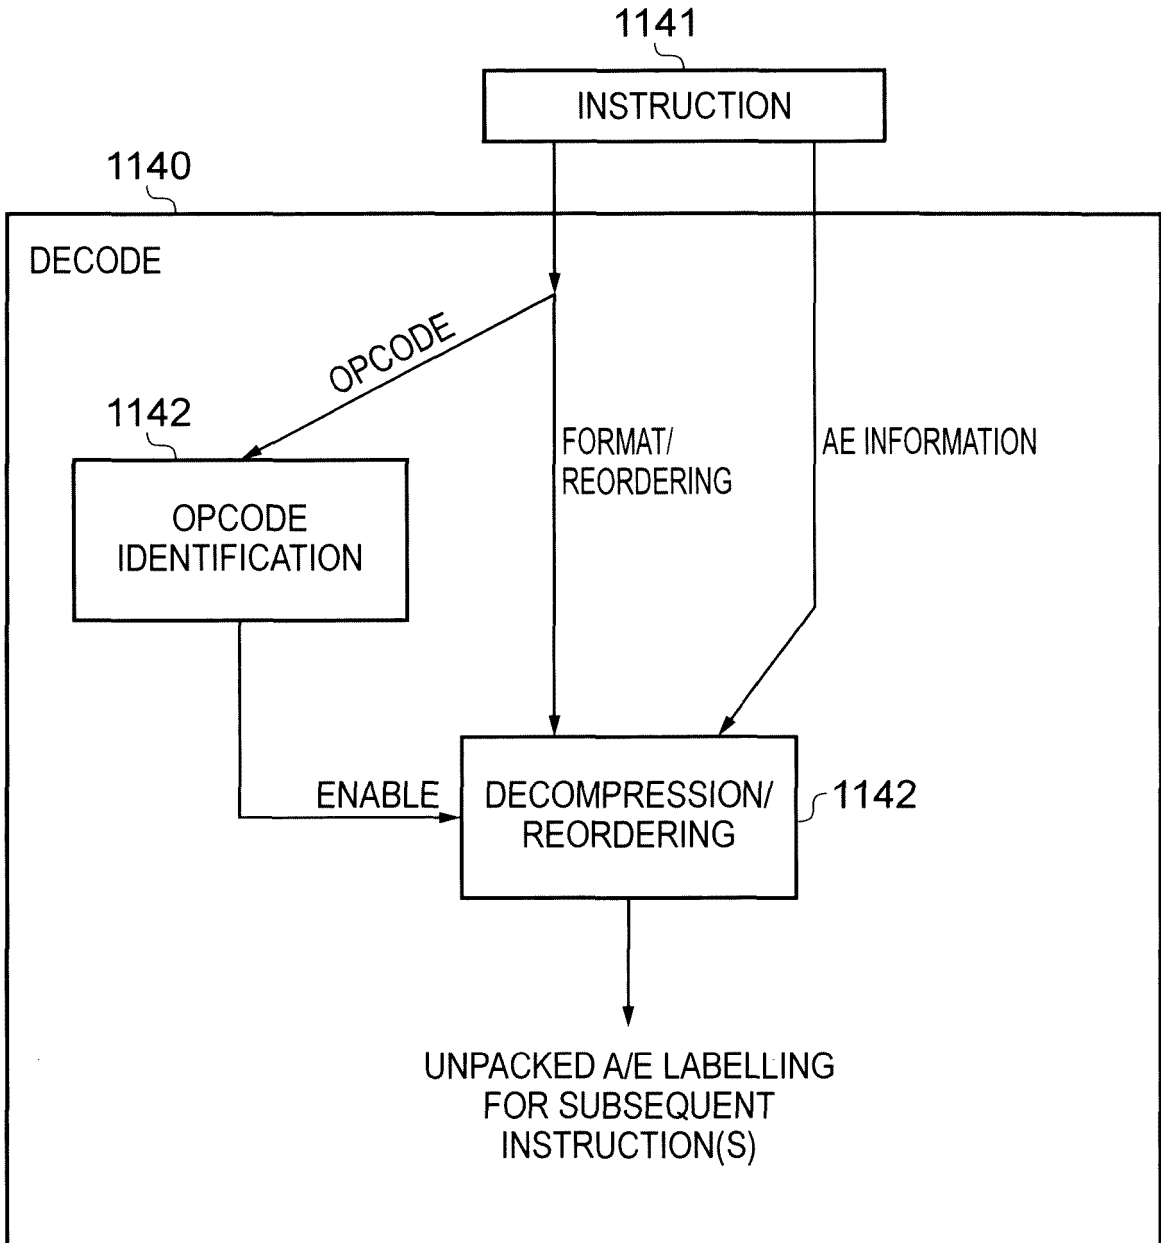 1141
INSTRUCTION
1140
DECODE
OPCODE
1142
FORMAT/
REORDERING
AE INFORMATION
OPCODE
IDENTIFICATION
ENABLE
DECOMPRESSION/
REORDERING
1142
UNPACKED A/E LABELLING
FOR SUBSEQUENT
INSTRUCTION(S)